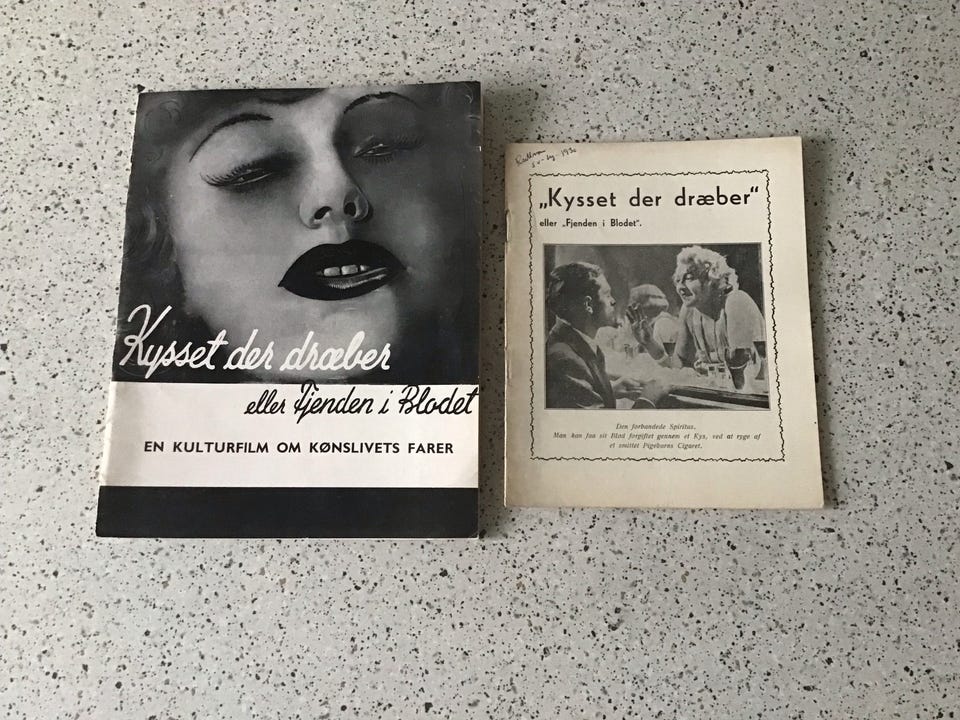 Kysset der dræber
eller Fjenden i Blodet
EN KULTURFILM OM KØNSLIVETS FARER
1936
„Kysset der dræber“
eller „Fjenden i Blodet“.
Den forbandede Spiritus.
Man kan faa sit Blod forgiftet gennem et Kys, ved at ryge af
et smittet Pigebarns Cigaret.